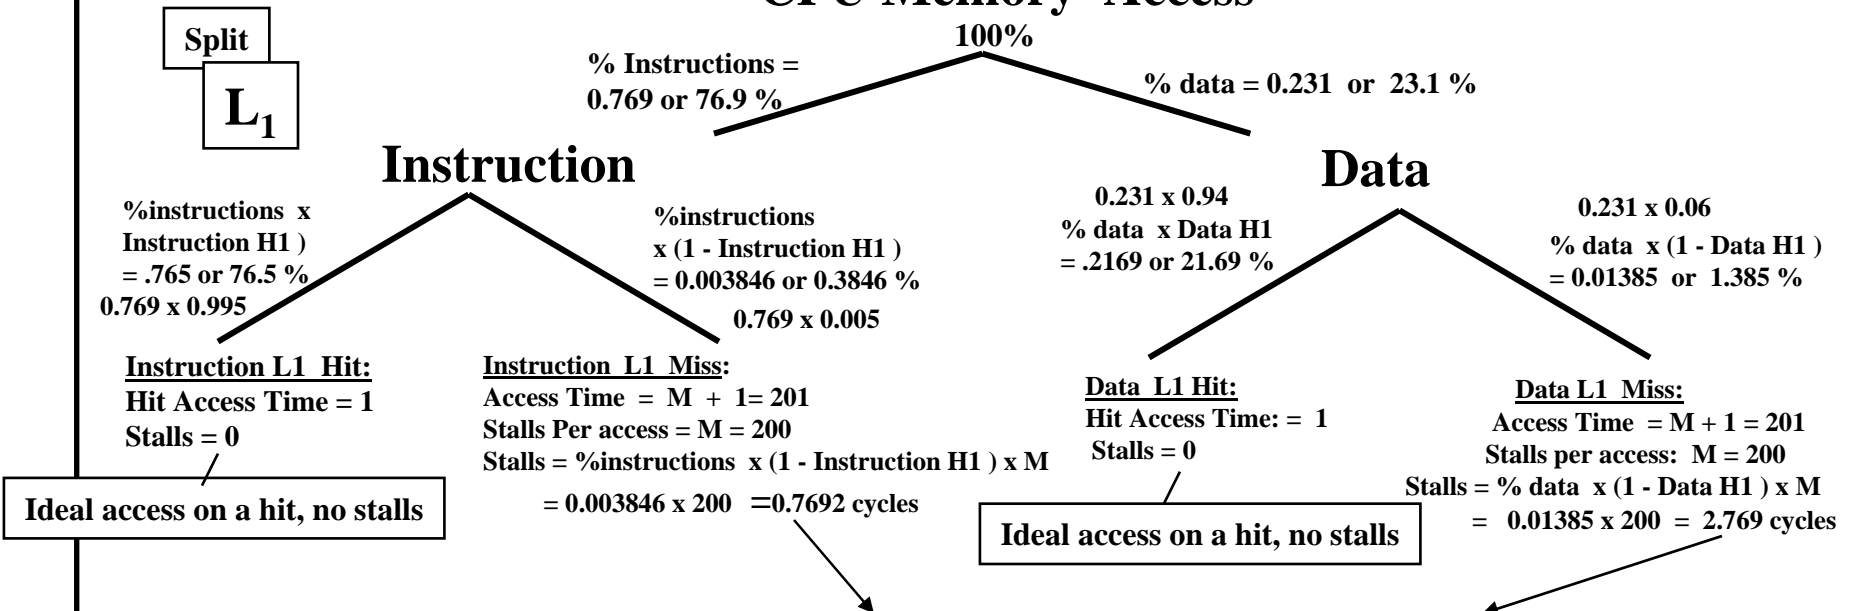 CPU Memory Access
100%
Split
L1
% Instructions =
0.769 or 76.9 %
% data = 0.231 or 23.1 %
Instruction
Data
%instructions x
Instruction H1 )
= .765 or 76.5 %
0.769 x 0.995
%instructions
x (1 - Instruction H1 )
= 0.003846 or 0.3846 %
0.769 x 0.005
0.231 x 0.94
% data x Data H1
= .2169 or 21.69 %
0.231 x 0.06
% data x (1 - Data H1 )
= 0.01385 or 1.385 %
Instruction L1 Hit:
Hit Access Time = 1
Stalls = 0
Ideal access on a hit, no stalls
Instruction L1 Miss:
Access Time = M + 1= 201
Stalls Per access = M = 200
Stalls = %instructions x (1 - Instruction H1 ) x M
= 0.003846 x 200 =0.7692 cycles
Data L1 Hit:
Hit Access Time: = 1
Stalls = 0
Ideal access on a hit, no stalls
Data L1 Miss:
Access Time = M + 1 = 201
Stalls per access: M = 200
Stalls = % data x (1 - Data H1 ) x M
= 0.01385 x 200 = 2.769 cycles